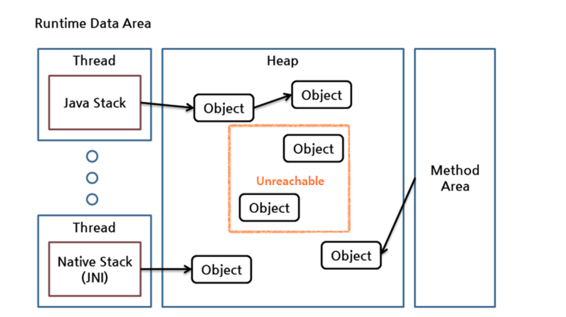 Runtime Data Area
Thread
Java Stack
Heap
Object
Object
Object
Unreachable
Object
Method
Area
Thread
Native Stack
(JNI)
Object
Object